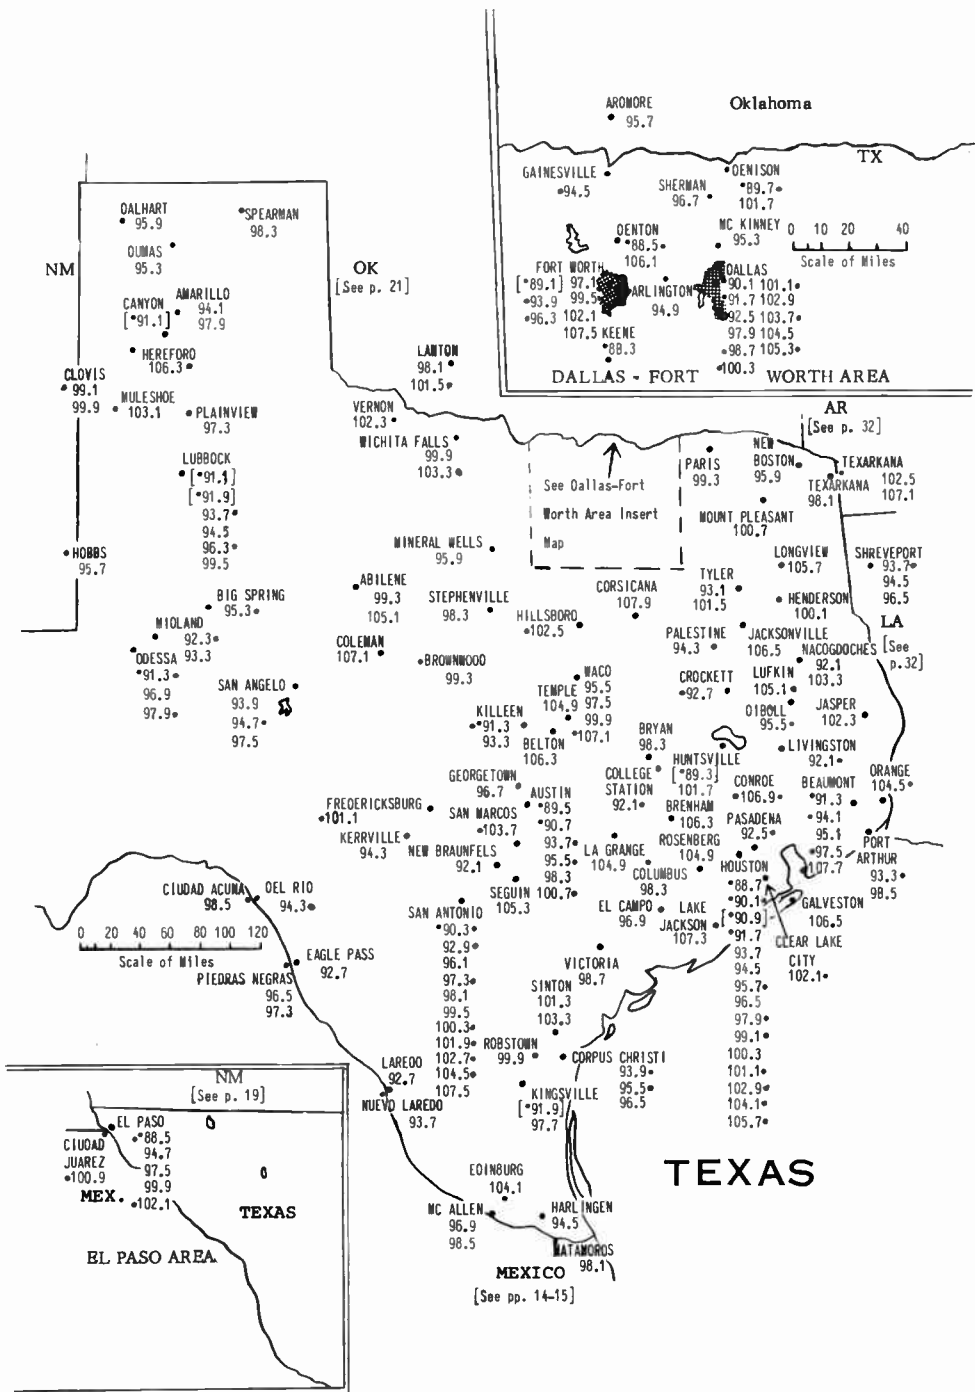 ARDMORE
95.7
Oklahoma
TX
GAINESVILLE
•94.5
DENISON
*89.7•
101.7
SHERMAN
96.7
DENTON
*88.5•
106.1
MC KINNEY
95.3
0 20 40
Scale of Miles
FORT WORTH
[*89.1] 97.1
•93.9 99.5
•96.3 102.1
107.5
ARLINGTON
94.9
DALLAS
90.1 101.1•
91.7 102.9
92.5 103.7•
97.9 104.5
•98.7 105.3•
•100.3
KEENE
*88.3
DALLAS - FORT WORTH AREA
NM
DALHART
95.9
SPEARMAN
98.3
DUMAS
95.3
OK
[See p. 21]
AMARILLO
94.1
97.9
CANYON
[*91.1]
HEREFORD
106.3•
CLOVIS
99.1
99.9
MULESHOE
103.1
PLAINVIEW
97.3
LAWTON
98.1
101.5•
VERNON
102.3
WICHITA FALLS
99.9
103.3•
AR
[See p. 32]
LUBBOCK
[*91.1]
[*91.9]
93.7•
94.5
96.3•
99.5
See Dallas-Fort
Worth Area Insert
Map
PARIS
99.3
NEW
BOSTON
95.9
TEXARKANA
102.5
107.1
TEXARKANA
98.1
MOUNT PLEASANT
100.7
HOBBS
95.7
MINERAL WELLS
95.9
LONGVIEW
•105.7
SHREVEPORT
93.7•
94.5
96.5
ABILENE
99.3
105.1
STEPHENVILLE
98.3
CORSICANA
107.9
TYLER
93.1
101.5
HENDERSON
100.1
BIG SPRING
95.3•
MIDLAND
92.3•
93.3
HILLSBORO
•102.5
PALESTINE
94.3
JACKSONVILLE
106.5
NACOGDOCHES
92.1
103.3
LA
[See
p.32]
ODESSA
*91.3•
96.9
97.9•
COLEMAN
107.1
BROWNWOOD
99.3
SAN ANGELO
93.9
94.7•
97.5
WACO
95.5
97.5
99.9
•107.1
TEMPLE
104.9
CROCKETT
•92.7
LUFKIN
105.1
DIBOLL
95.5
JASPER
102.3
KILLEEN
•*91.3
93.3
BELTON
106.3
BRYAN
98.3
HUNTSVILLE
[*89.3]
101.7
LIVINGSTON
92.1•
GEORGETOWN
96.7
COLLEGE
STATION
92.1•
CONROE
•106.9•
BEAUMONT
*91.3
•94.1
95.1
•97.5
•107.7
ORANGE
104.5•
FREDERICKSBURG
•101.1
SAN MARCOS
•103.7
AUSTIN
*89.5
*90.7
93.7•
95.5•
98.3
100.7•
BRENHAM
106.3
PASADENA
92.5•
KERRVILLE
94.3
NEW BRAUNFELS
92.1
LA GRANGE
104.9
ROSENBERG
104.9
PORT
ARTHUR
93.3•
98.5
CIUDAD ACUNA
98.5
DEL RIO
94.3•
SEGUIN
105.3
COLUMBUS
98.3
HOUSTON
*88.7
*90.1•
[*90.9]
*91.7
93.7
94.5
95.7•
96.5
97.9•
99.1•
100.3
101.1•
102.9•
104.1•
105.7•
GALVESTON
106.5
EL CAMPO
96.9
LAKE
JACKSON
107.3
CLEAR LAKE
CITY
102.1•
SAN ANTONIO
*90.3•
92.9•
96.1
97.3•
98.1
99.5
100.3•
101.9•
102.7•
104.5•
107.5
0 20 40 60 80 100 120
Scale of Miles
EAGLE PASS
92.7
PIEDRAS NEGRAS
96.5
97.3
VICTORIA
98.7
SINTON
101.3
103.3
ROBSTOWN
99.9
CORPUS CHRISTI
93.9•
95.5•
96.5
LAREDO
92.7
NUEVO LAREDO
93.7
KINGSVILLE
[*91.9]
97.7
TEXAS
EDINBURG
104.1
MC ALLEN
96.9
98.5
HARLINGEN
94.5
MATAMOROS
98.1
MEXICO
[See pp. 14-15]
NM
[See p. 19]
EL PASO
•*88.5
94.7
97.5
99.9
•102.1
CIUDAD
JUAREZ
•100.9
MEX.
TEXAS
EL PASO AREA